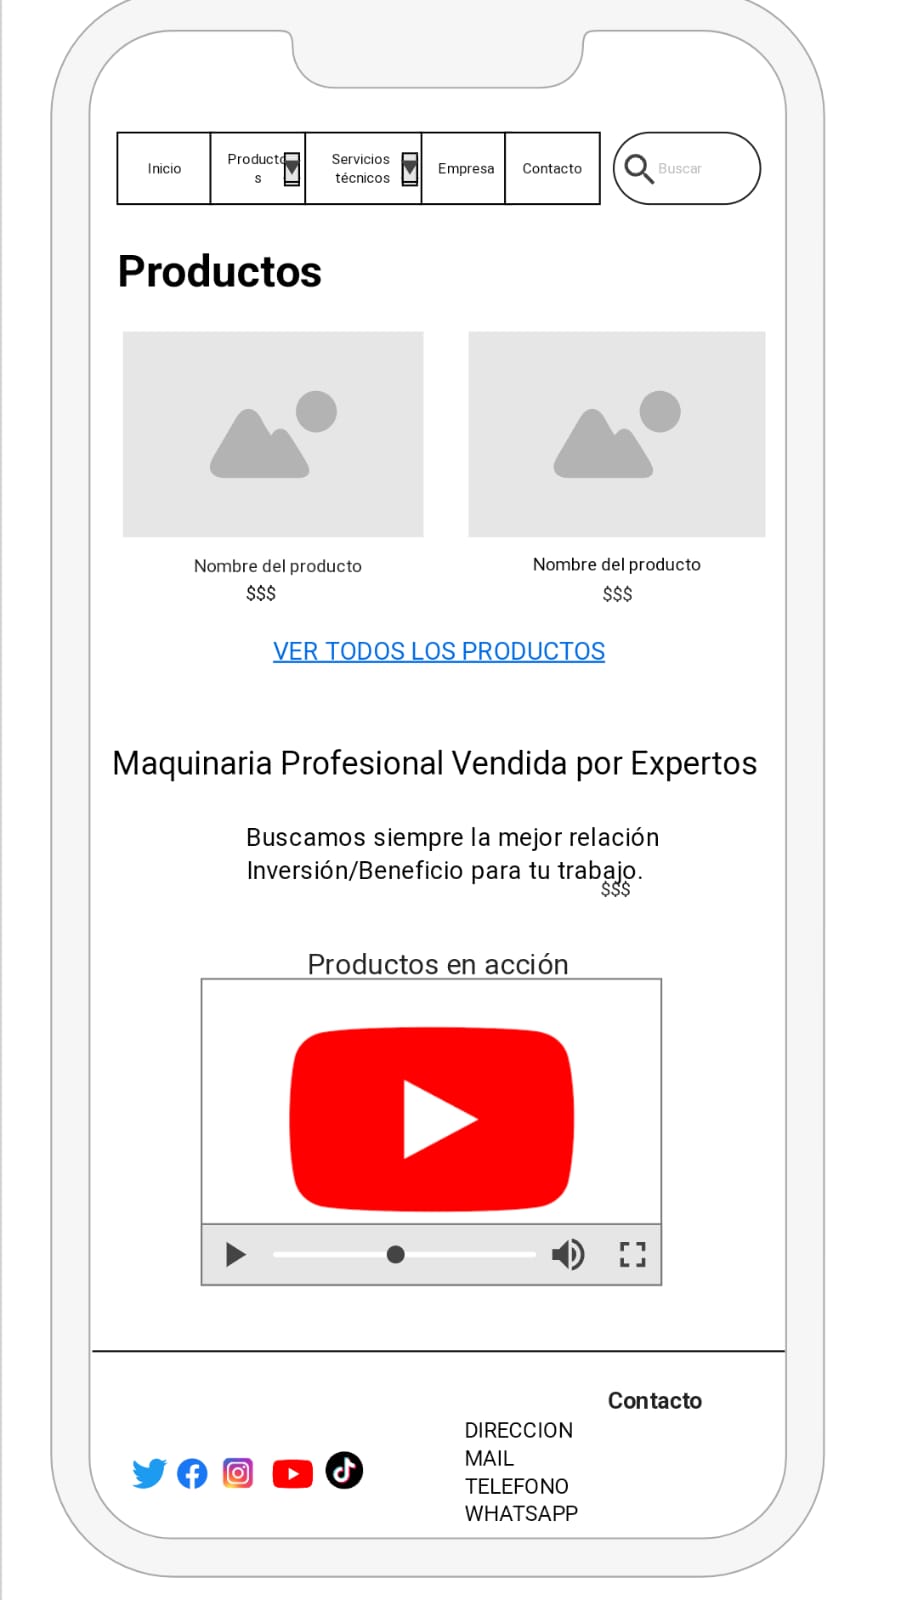 Inicio
Producto
s
Servicios
técnicos
Empresa
Contacto
Buscar
Productos
Nombre del producto
$$$
Nombre del producto
$$$
VER TODOS LOS PRODUCTOS
Maquinaria Profesional Vendida por Expertos
Buscamos siempre la mejor relación
Inversión/Beneficio para tu trabajo.
$$$
Productos en acción
Contacto
DIRECCION
MAIL
TELEFONO
WHATSAPP